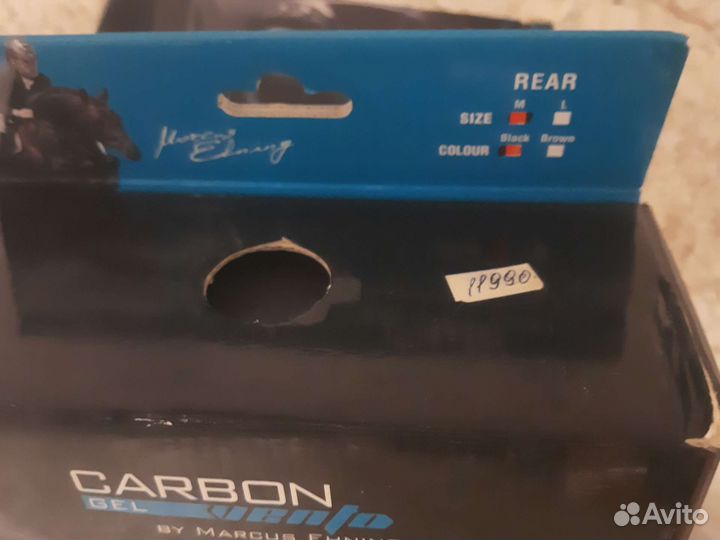 REAR
M L
SIZE
Black Brown
COLOUR
11990
CARBON
GEL VENTO
BY MARCUS EHNING
Avito